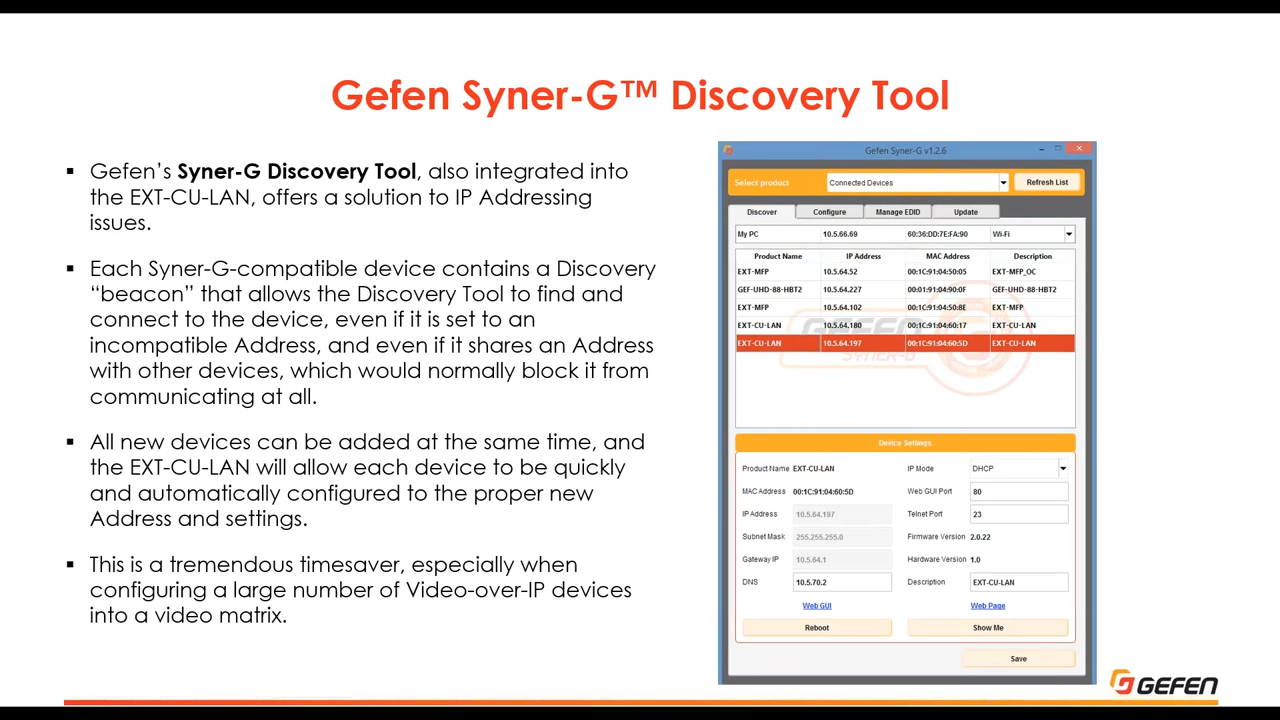 Gefen Syner-G™ Discovery Tool
▪ Gefen’s Syner-G Discovery Tool, also integrated into
the EXT-CU-LAN, offers a solution to IP Addressing
issues.
▪ Each Syner-G-compatible device contains a Discovery
“beacon” that allows the Discovery Tool to find and
connect to the device, even if it is set to an
incompatible Address, and even if it shares an Address
with other devices, which would normally block it from
communicating at all.
▪ All new devices can be added at the same time, and
the EXT-CU-LAN will allow each device to be quickly
and automatically configured to the proper new
Address and settings.
▪ This is a tremendous timesaver, especially when
configuring a large number of Video-over-IP devices
into a video matrix.
Gefen Syner-G v1.2.6
Select product Connected Devices Refresh List
Discover Configure Manage EDID Update
My PC 10.5.66.69 60:36:DD:7E:FA:90 Wi-Fi
Product Name IP Address MAC Address Description
EXT-MFP 10.5.64.52 00:1C:91:04:50:05 EXT-MFP_OC
GEF-UHD-88-HBT2 10.5.64.227 00:01:91:04:90:0F GEF-UHD-88-HBT2
EXT-MFP 10.5.64.102 00:1C:91:04:50:8E EXT-MFP
EXT-CU-LAN 10.5.64.180 00:1C:91:04:60:17 EXT-CU-LAN
EXT-CU-LAN 10.5.64.197 00:1C:91:04:60:5D EXT-CU-LAN
GEFEN
SYNER-G
Device Settings
Product Name EXT-CU-LAN IP Mode DHCP
MAC Address 00:1C:91:04:60:5D Web GUI Port 80
IP Address 10.5.64.197 Telnet Port 23
Subnet Mask 255.255.255.0 Firmware Version 2.0.22
Gateway IP 10.5.64.1 Hardware Version 1.0
DNS 10.5.70.2 Description EXT-CU-LAN
Web GUI Web Page
Reboot Show Me
Save
GEFEN